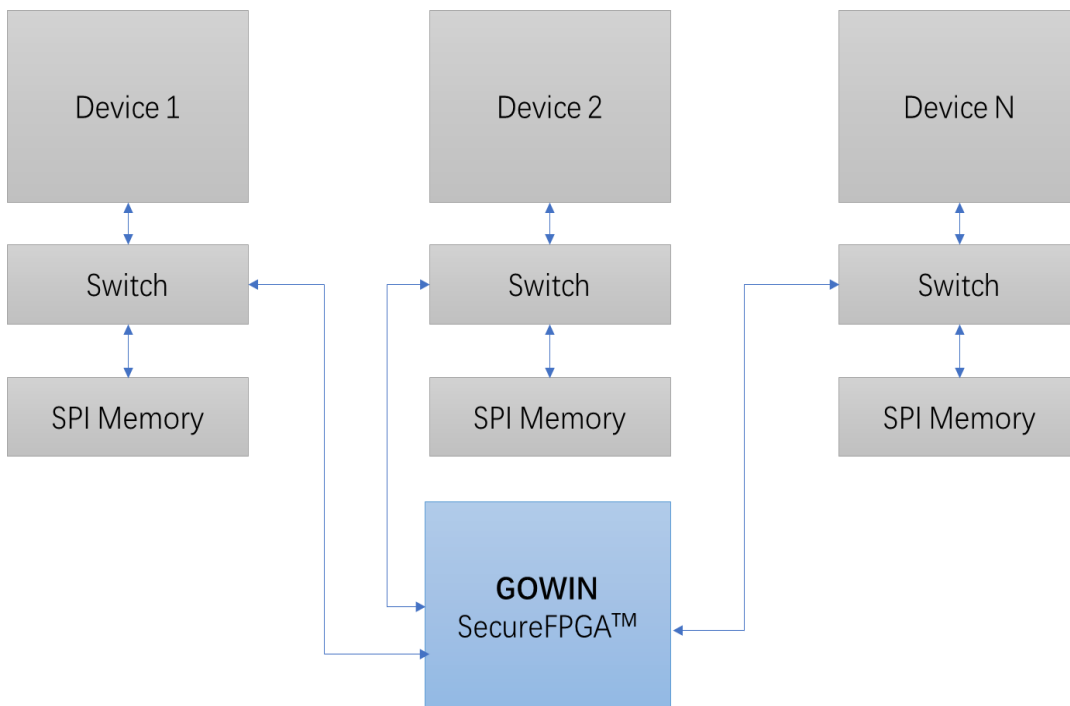 Device 1
Device 2
Device N
Switch
Switch
Switch
SPI Memory
SPI Memory
SPI Memory
GOWIN
SecureFPGA™